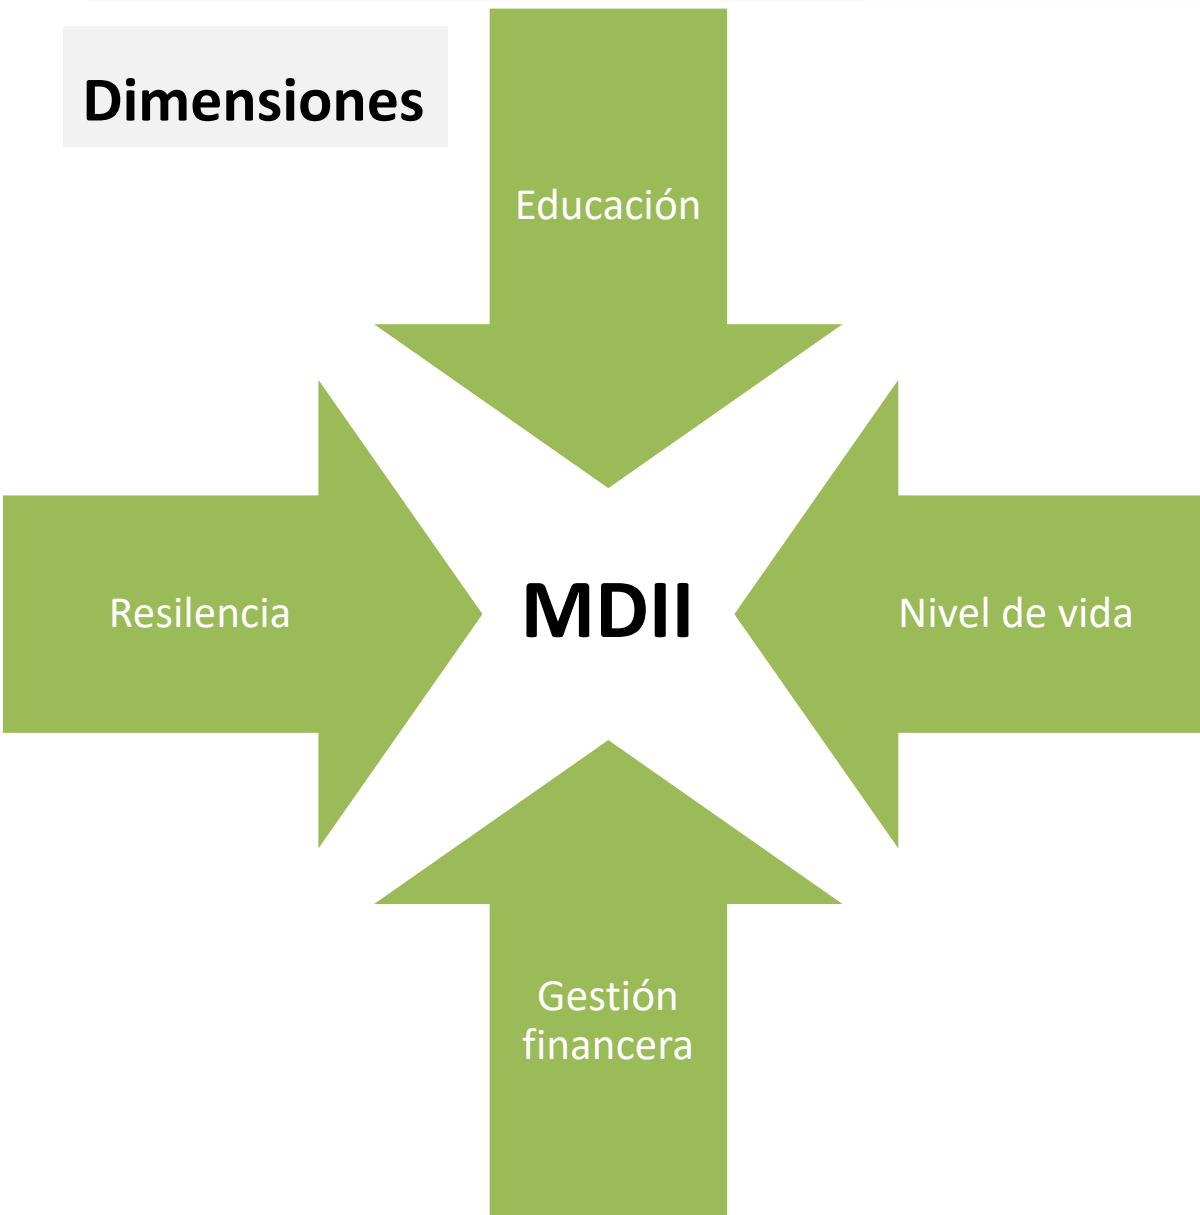 Dimensiones
Educación
Resilencia
MDII
Nivel de vida
Gestión
financera